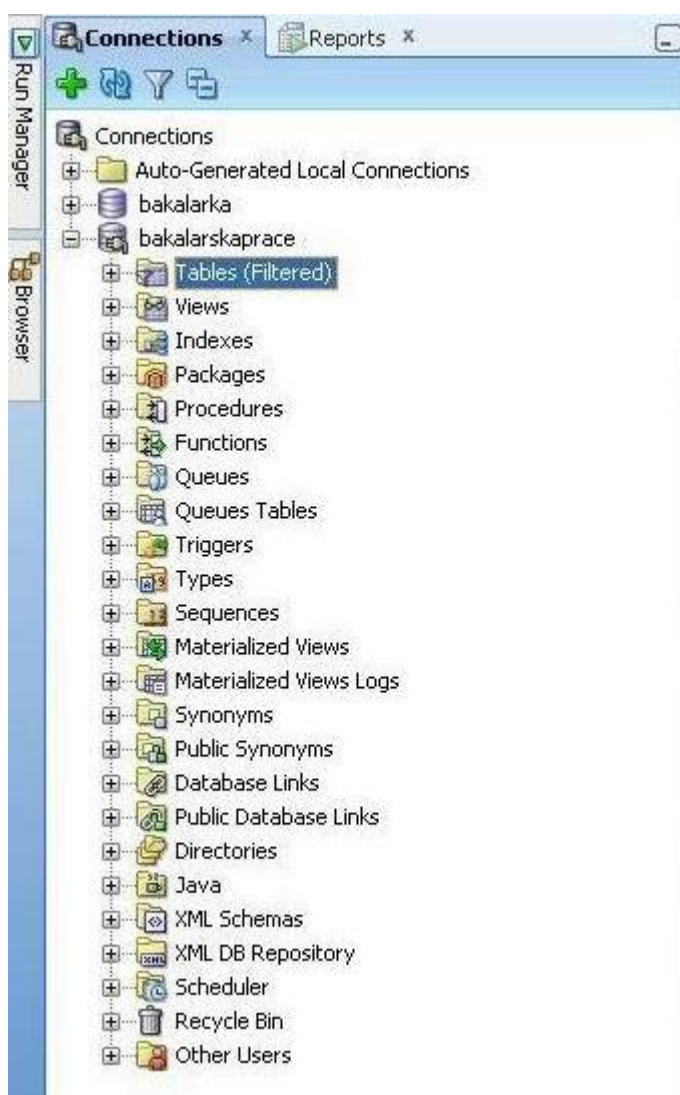 Connections
Reports
Run Manager
Browser
Connections
Auto-Generated Local Connections
bakalarka
bakalarskaprace
Tables (Filtered)
Views
Indexes
Packages
Procedures
Functions
Queues
Queues Tables
Triggers
Types
Sequences
Materialized Views
Materialized Views Logs
Synonyms
Public Synonyms
Database Links
Public Database Links
Directories
Java
XML Schemas
XML DB Repository
Scheduler
Recycle Bin
Other Users